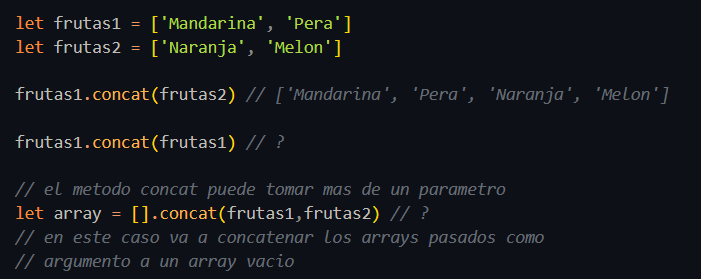 let frutas1 = ['Mandarina', 'Pera']
let frutas2 = ['Naranja', 'Melon']
frutas1.concat(frutas2) // ['Mandarina', 'Pera', 'Naranja', 'Melon']
frutas1.concat(frutas1) // ?
// el metodo concat puede tomar mas de un parametro
let array = [].concat(frutas1,frutas2) // ?
// en este caso va a concatenar los arrays pasados como
// argumento a un array vacio